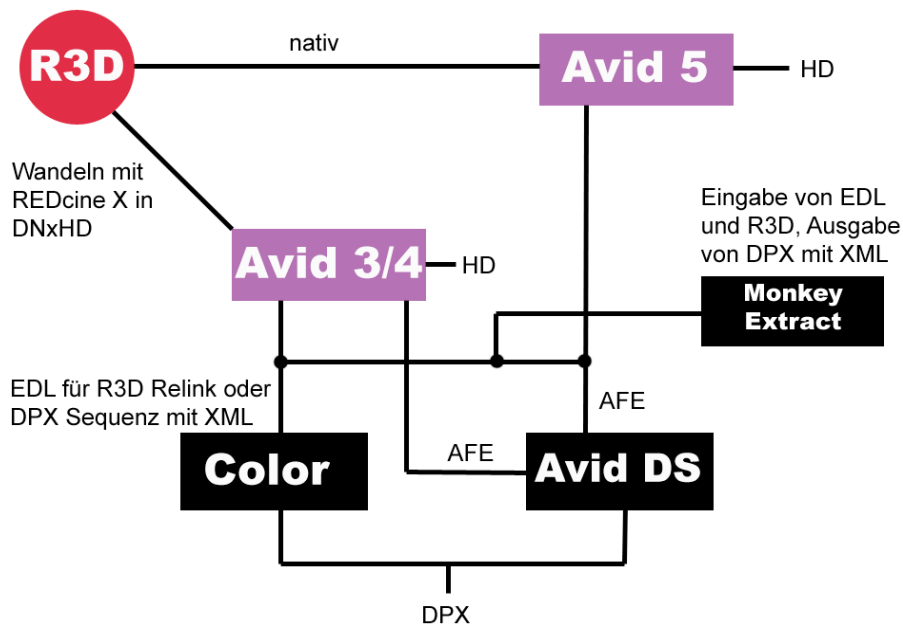 R3D
nativ
Avid 5
HD
Wandeln mit
REDcine X in
DNxHD
Eingabe von EDL
und R3D, Ausgabe
von DPX mit XML
Avid 3/4
HD
Monkey
Extract
EDL für R3D Relink oder
DPX Sequenz mit XML
AFE
AFE
Color
Avid DS
DPX